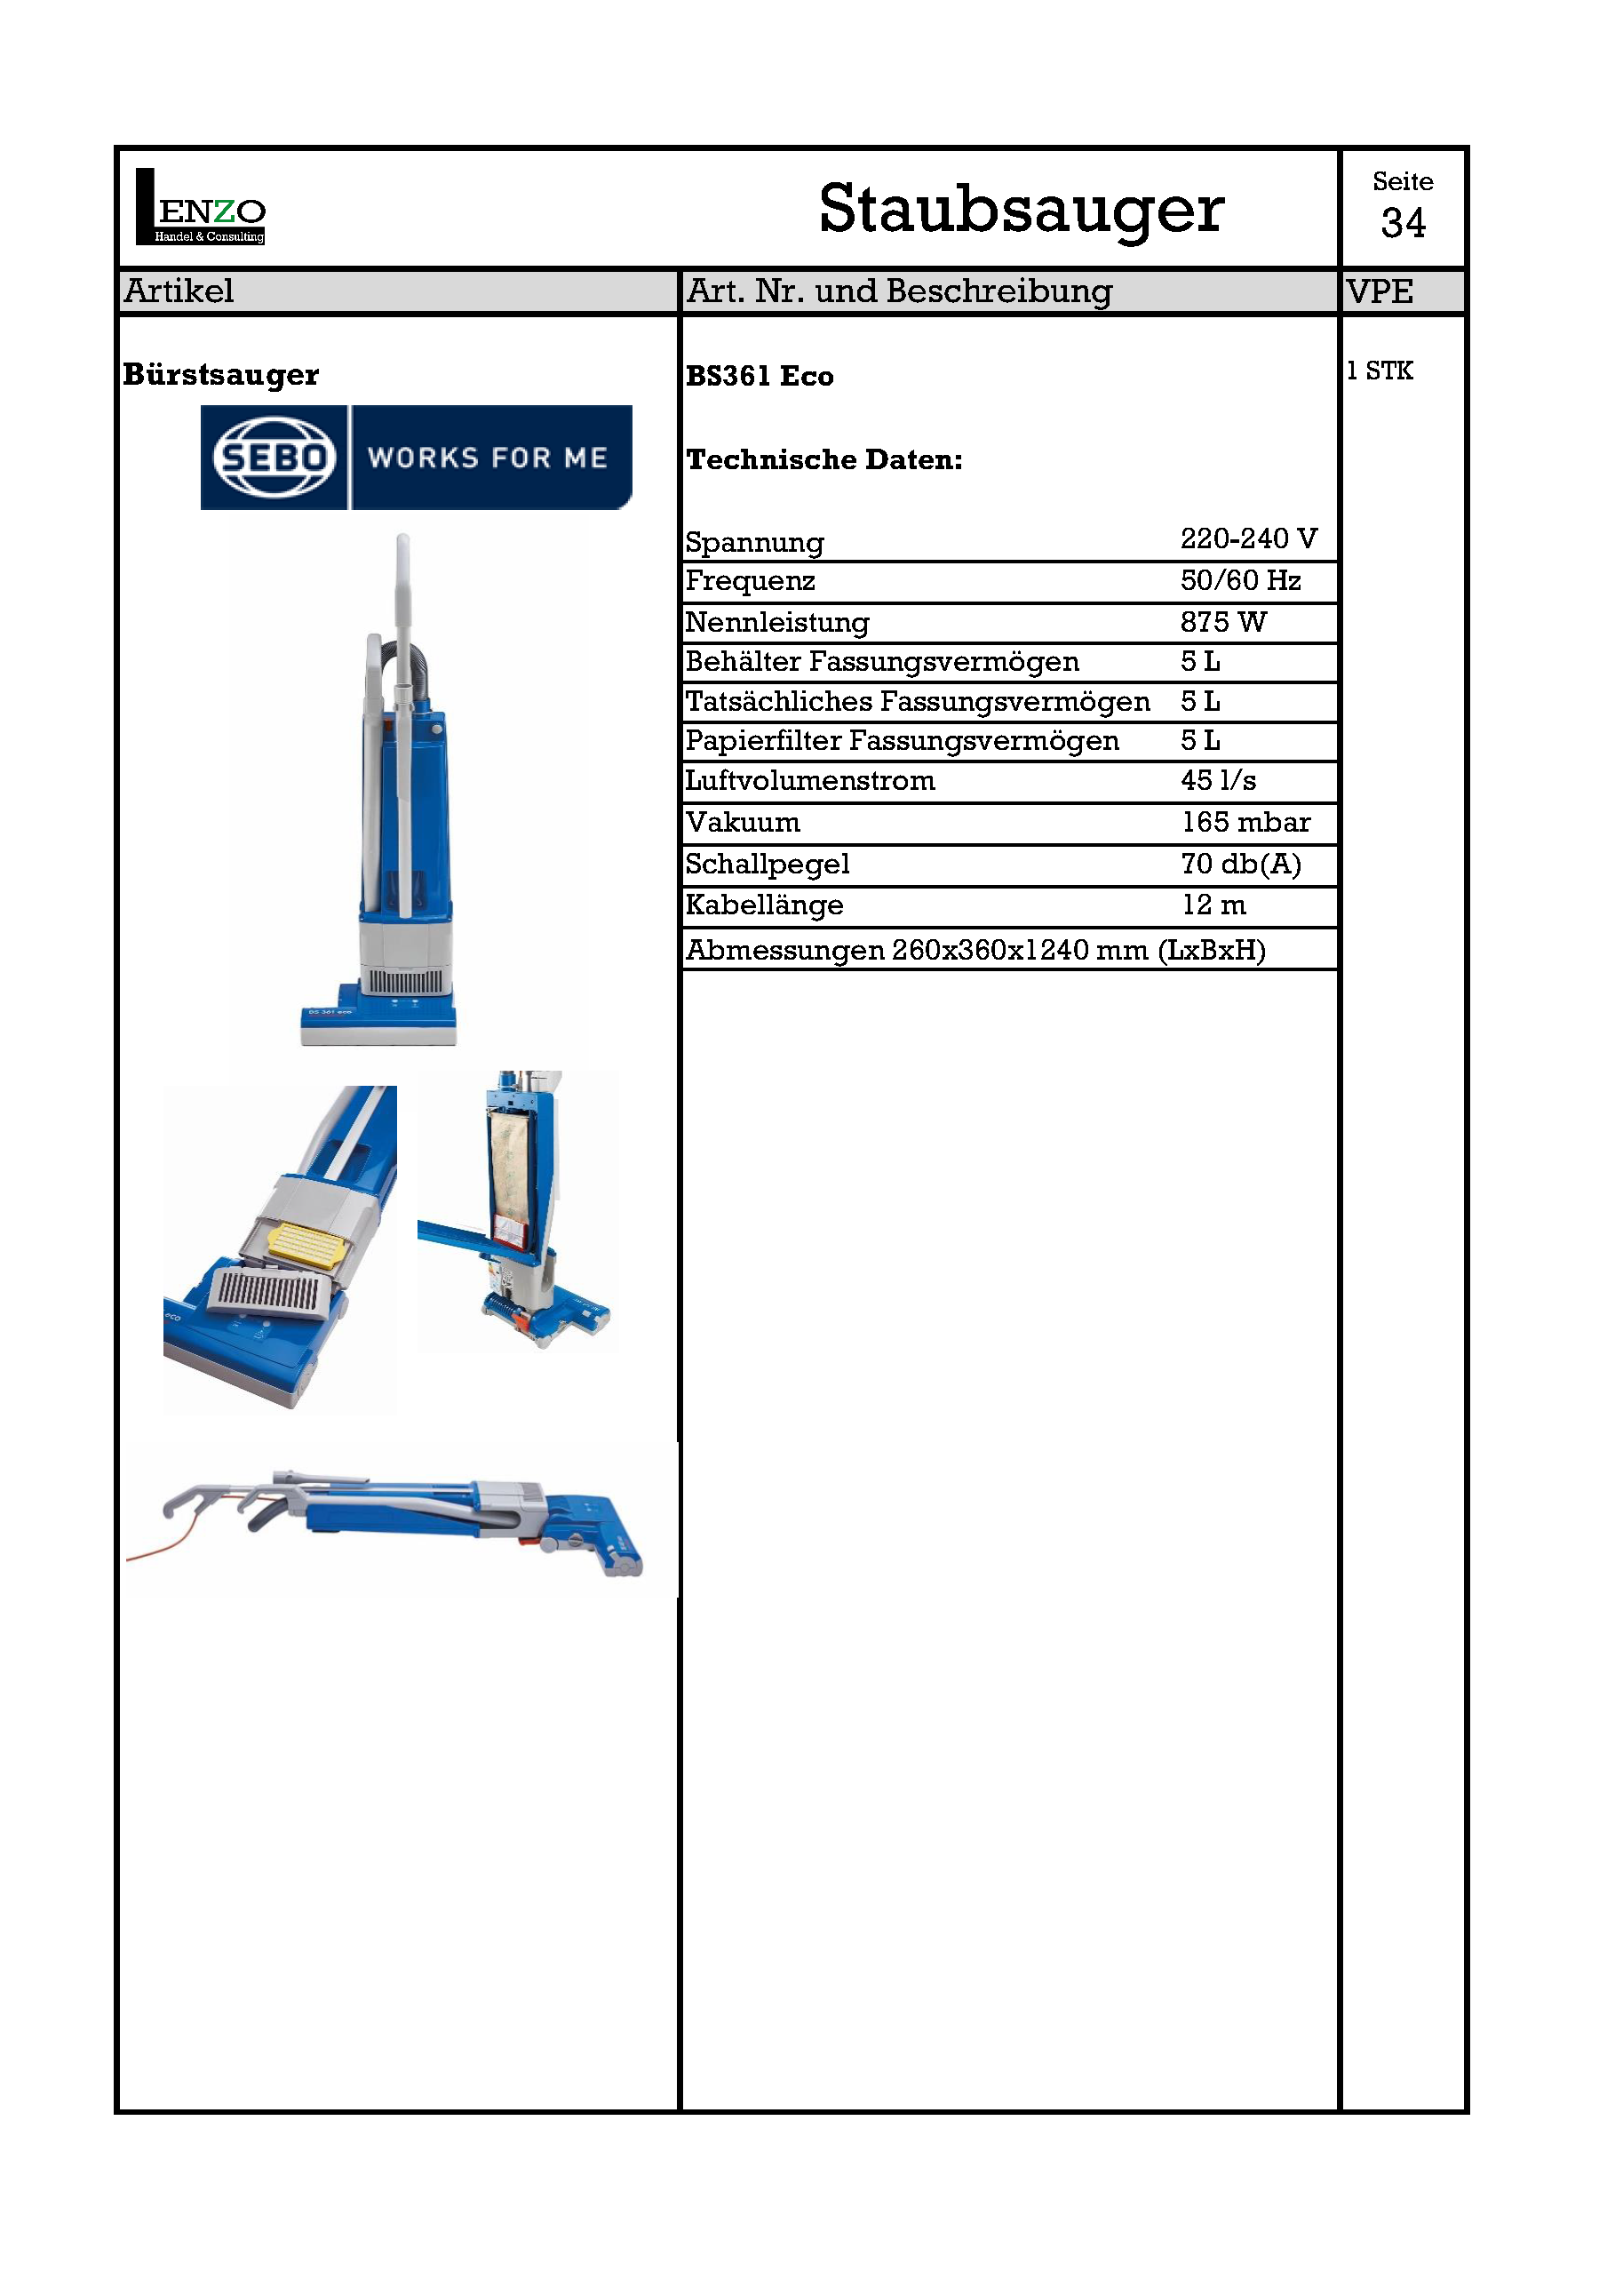 LENZO
Handel & Consulting
Staubsauger
Seite
34
Artikel
Art. Nr. und Beschreibung
VPE
Bürstsauger
BS361 Eco
1 STK
SEBO
WORKS FOR ME
Technische Daten:
Spannung 220-240 V
Frequenz 50/60 Hz
Nennleistung 875 W
Behälter Fassungsvermögen 5 L
Tatsächliches Fassungsvermögen 5 L
Papierfilter Fassungsvermögen 5 L
Luftvolumenstrom 45 l/s
Vakuum 165 mbar
Schallpegel 70 db(A)
Kabellänge 12 m
Abmessungen 260x360x1240 mm (LxBxH)
BS 361 eco
eco